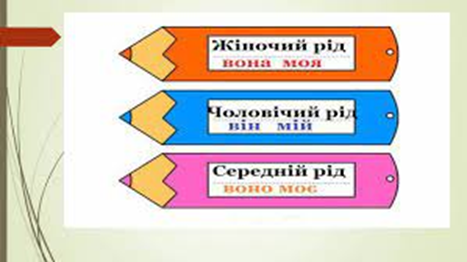 Жіночий рід
вона моя
Чоловічий рід
він мій
Середній рід
воно моє